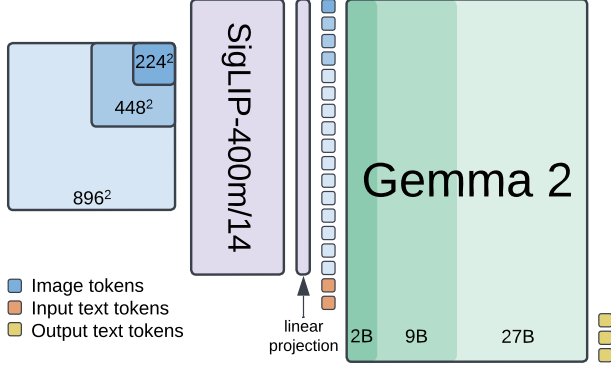 224²
448²
896²
SigLIP-400m/14
Gemma 2
Image tokens
Input text tokens
Output text tokens
linear
projection
2B
9B
27B